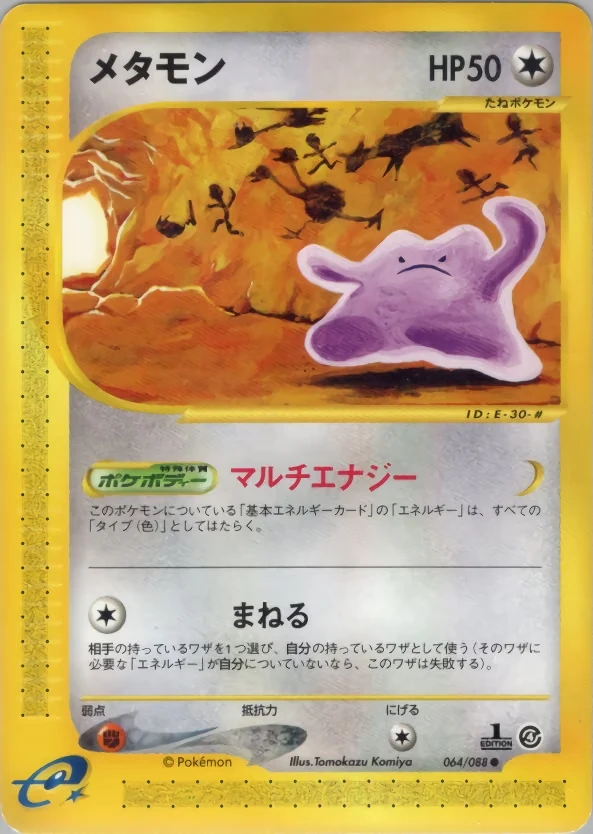 メタモン
HP50
たねポケモン
ID:E-30-#
特殊体質
ポケボディー
マルチエナジー
このポケモンについている「基本エネルギーカード」の「エネルギー」は、すべての
「タイプ(色)」としてはたらく。
まねる
相手の持っているワザを1つ選び、自分の持っているワザとして使う(そのワザに
必要な「エネルギー」が自分についていないなら、このワザは失敗する)。
弱点
抵抗力
にげる
1
EDITION
© Pokémon
Illus.Tomokazu Komiya
064/088 ●
e